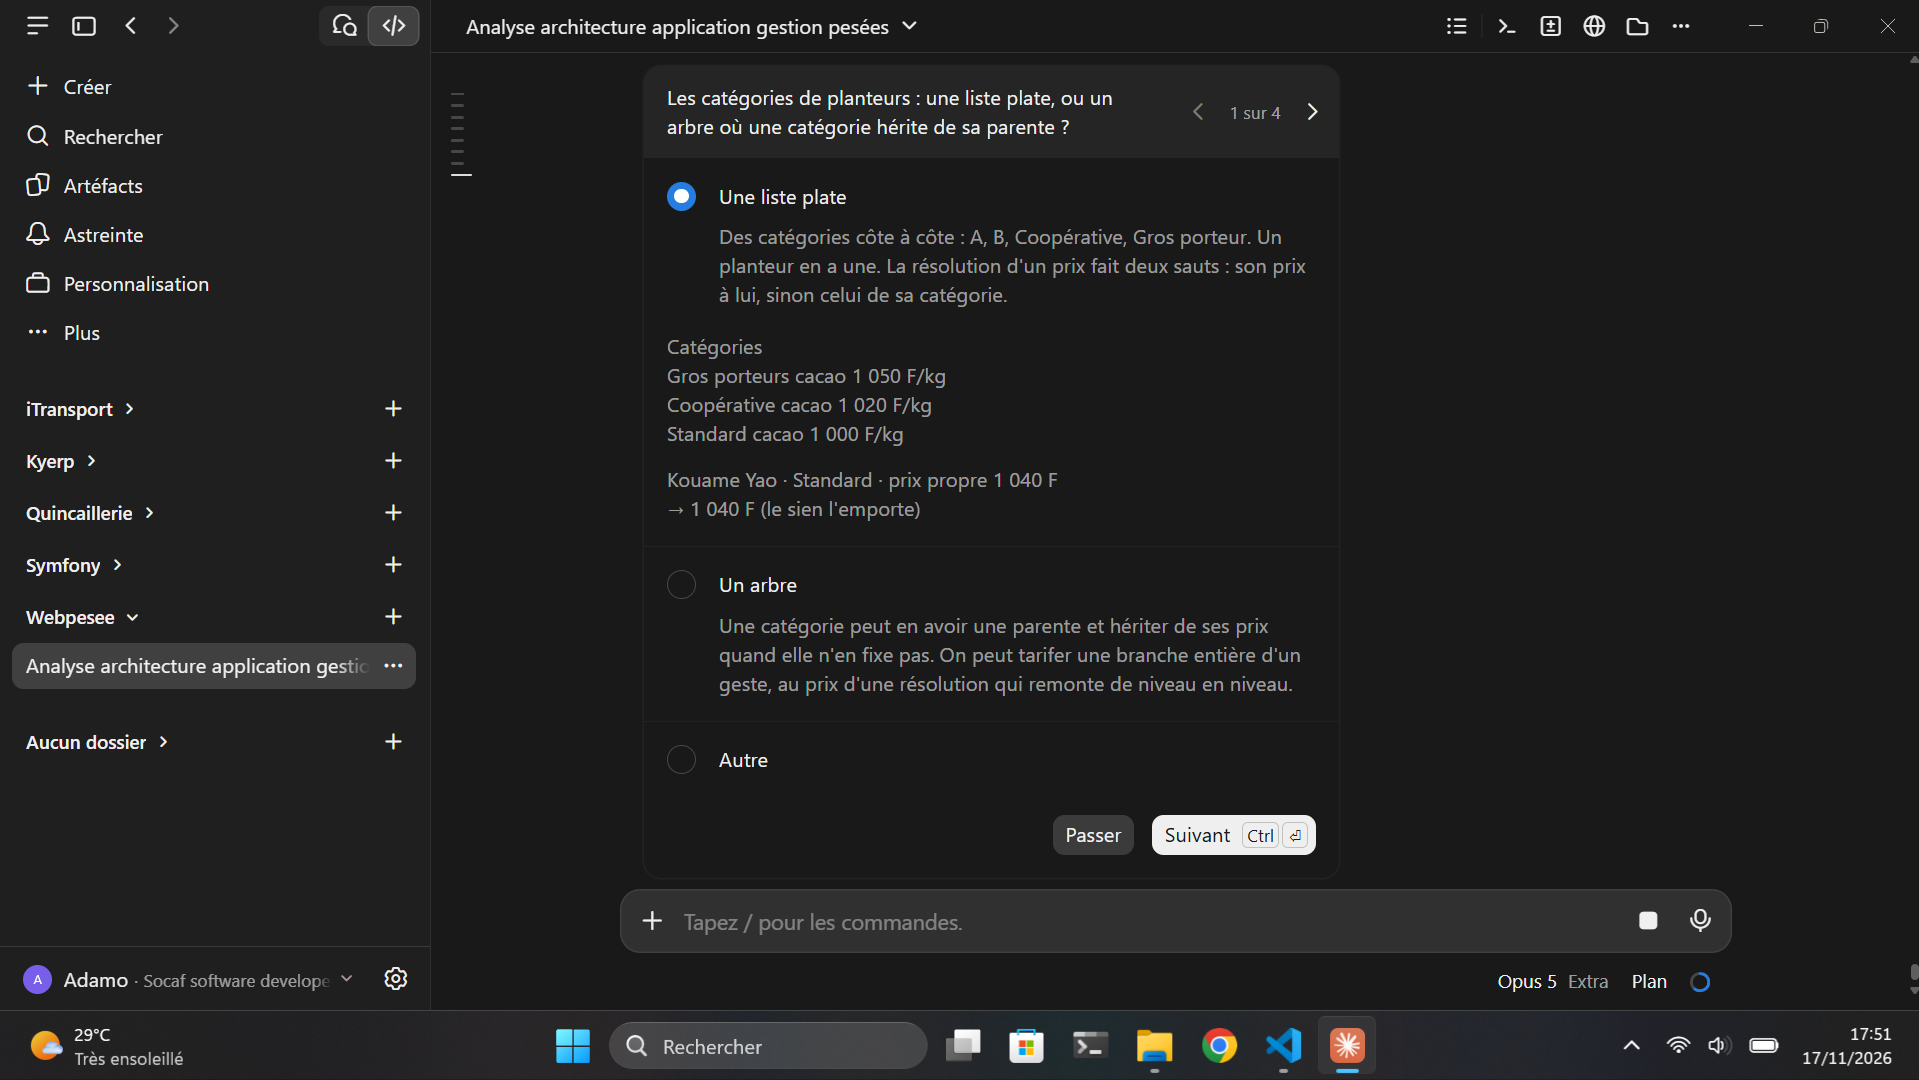 Analyse architecture application gestion pesées
Créer
Rechercher
Artéfacts
Astreinte
Personnalisation
Plus
iTransport
Kyerp
Quincaillerie
Symfony
Webpesee
Analyse architecture application gestio
Aucun dossier
A
Adamo · Socaf software develope
Les catégories de planteurs : une liste plate, ou un
arbre où une catégorie hérite de sa parente ?
1 sur 4
Une liste plate
Des catégories côte à côte : A, B, Coopérative, Gros porteur. Un
planteur en a une. La résolution d'un prix fait deux sauts : son prix
à lui, sinon celui de sa catégorie.
Catégories
Gros porteurs cacao 1 050 F/kg
Coopérative cacao 1 020 F/kg
Standard cacao 1 000 F/kg
Kouame Yao · Standard · prix propre 1 040 F
→ 1 040 F (le sien l'emporte)
Un arbre
Une catégorie peut en avoir une parente et hériter de ses prix
quand elle n'en fixe pas. On peut tarifer une branche entière d'un
geste, au prix d'une résolution qui remonte de niveau en niveau.
Autre
Passer
Suivant Ctrl ⏎
Tapez / pour les commandes.
Opus 5 Extra Plan
29°C
Très ensoleillé
Rechercher
17:51
17/11/2026